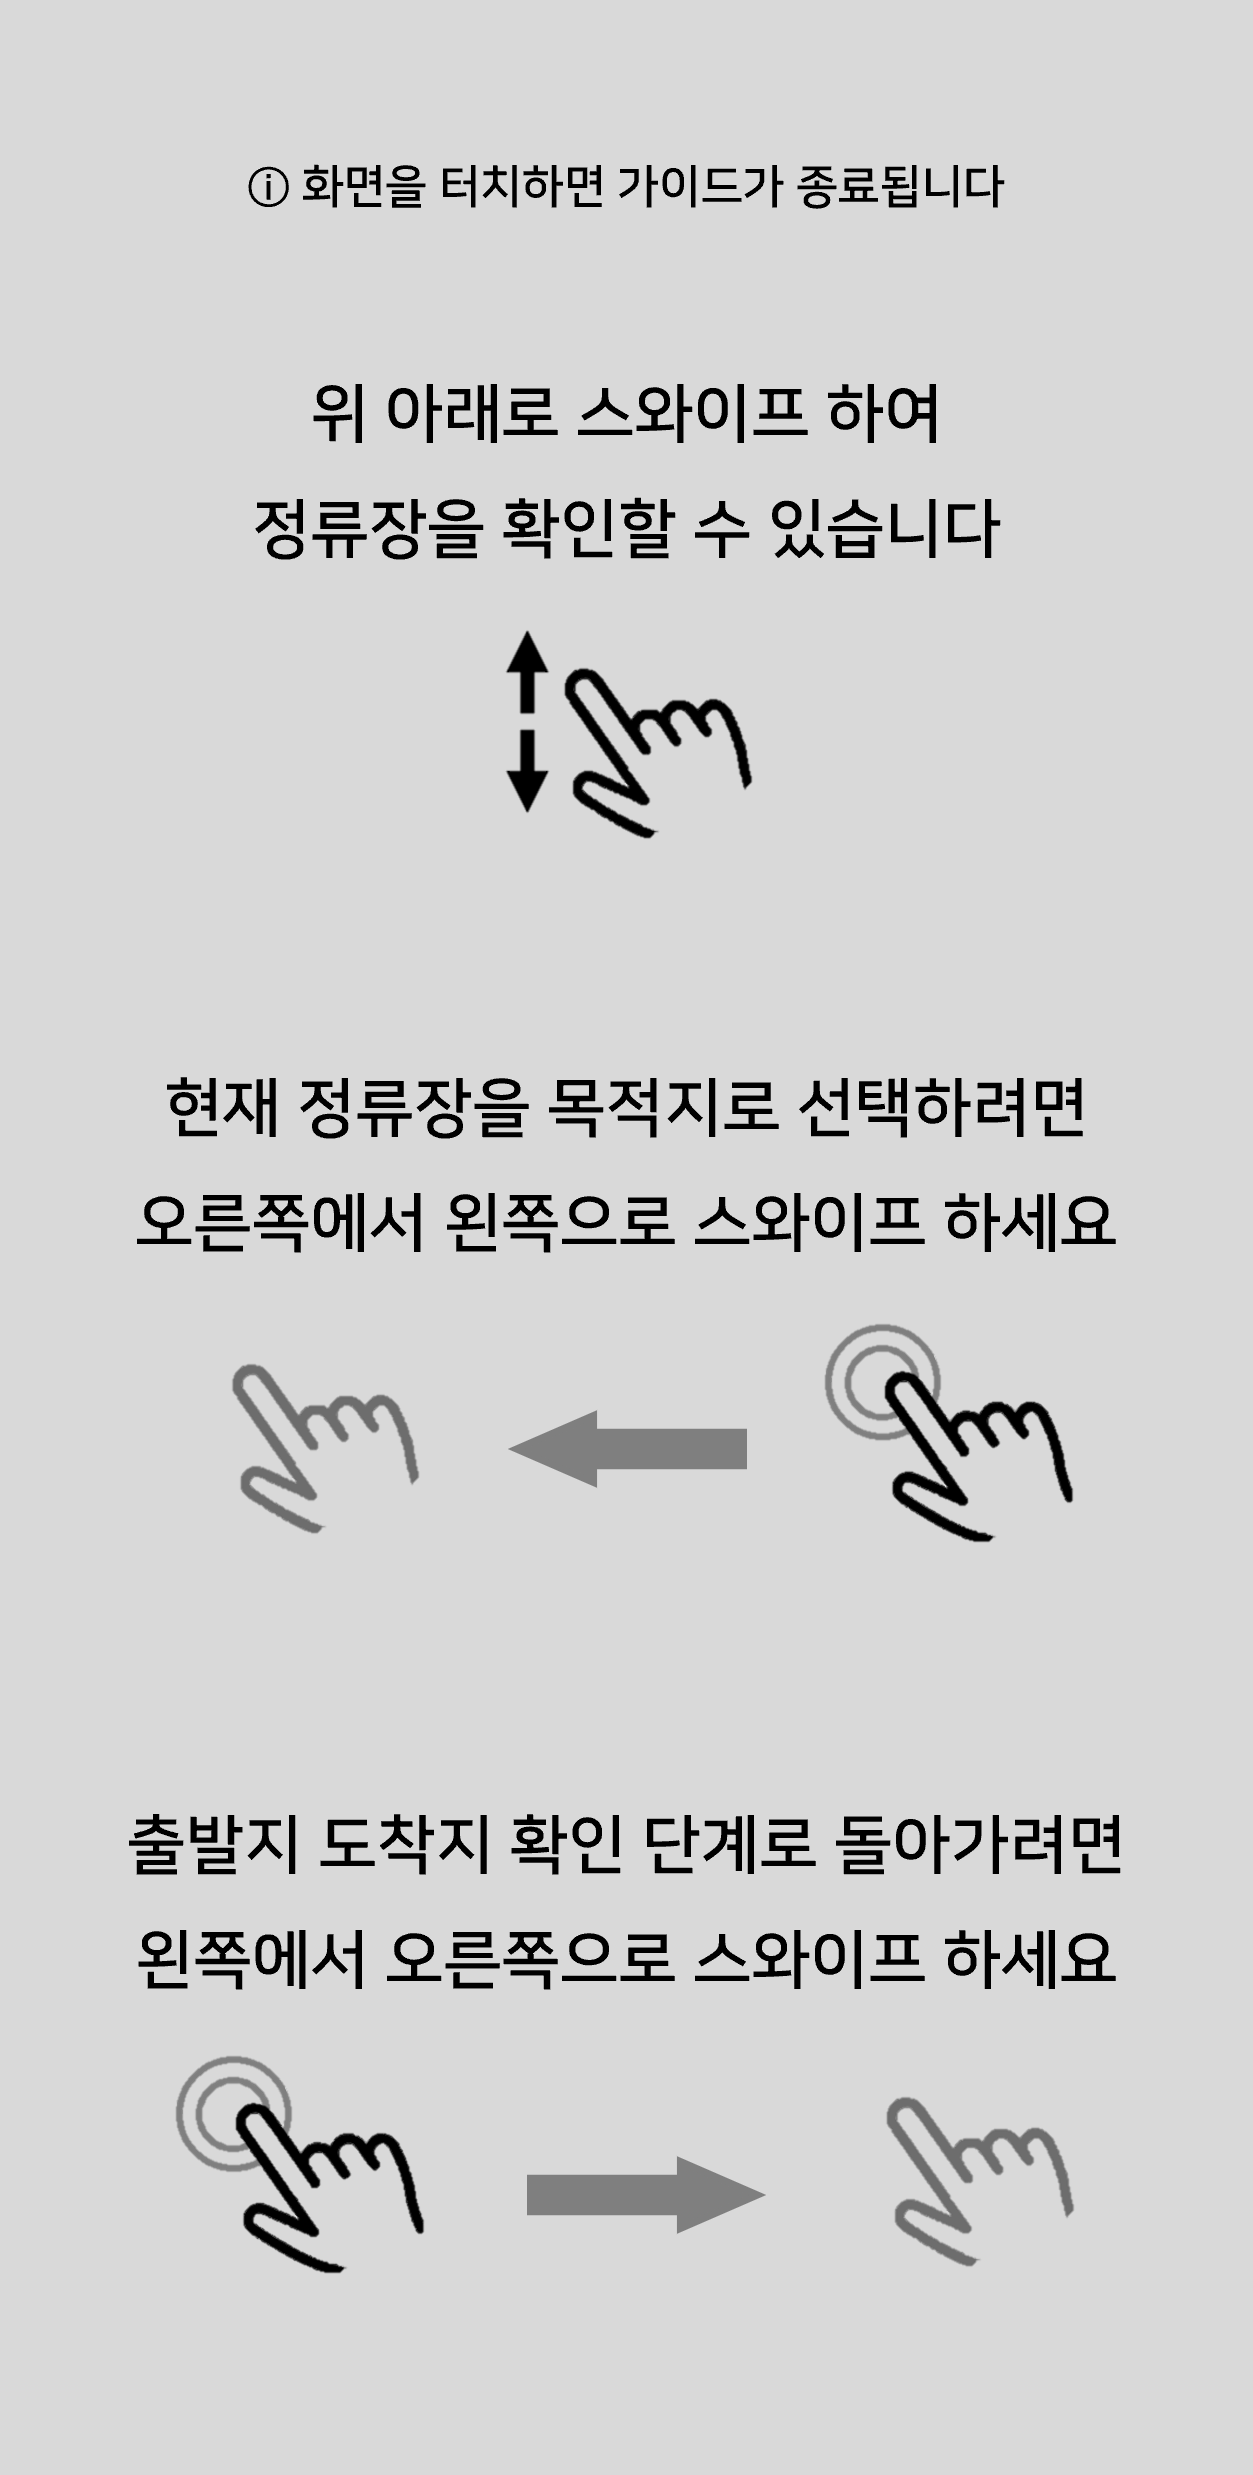 ⓘ 화면을 터치하면 가이드가 종료됩니다
위 아래로 스와이프 하여
정류장을 확인할 수 있습니다
현재 정류장을 목적지로 선택하려면
오른쪽에서 왼쪽으로 스와이프 하세요
출발지 도착지 확인 단계로 돌아가려면
왼쪽에서 오른쪽으로 스와이프 하세요